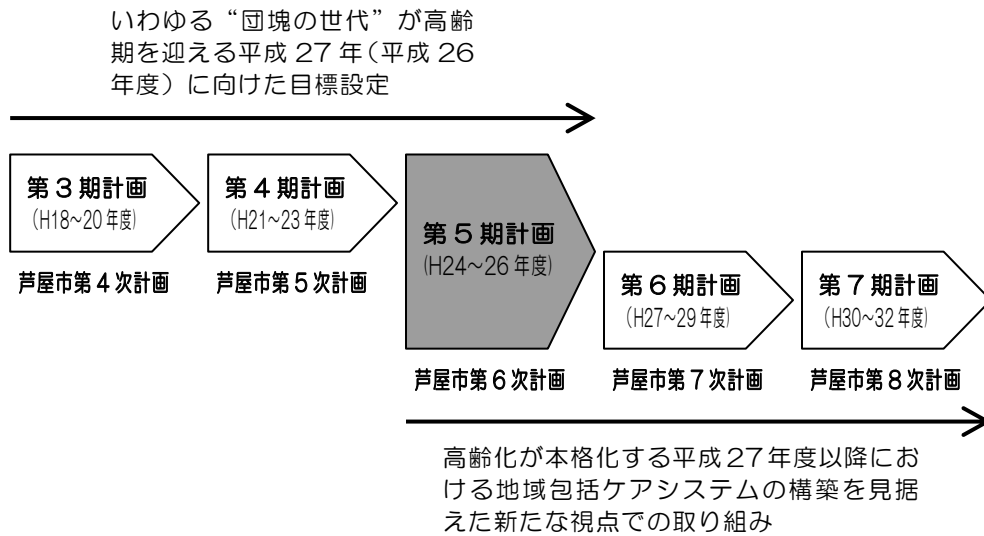 いわゆる“団塊の世代”が高齢
期を迎える平成27年（平成26
年度）に向けた目標設定
第3期計画
（H18～20年度）
芦屋市第4次計画
第4期計画
（H21～23年度）
芦屋市第5次計画
第5期計画
（H24～26年度）
芦屋市第6次計画
第6期計画
（H27～29年度）
芦屋市第7次計画
第7期計画
（H30～32年度）
芦屋市第8次計画
高齢化が本格化する平成27年度以降にお
ける地域包括ケアシステムの構築を見据
えた新たな視点での取り組み